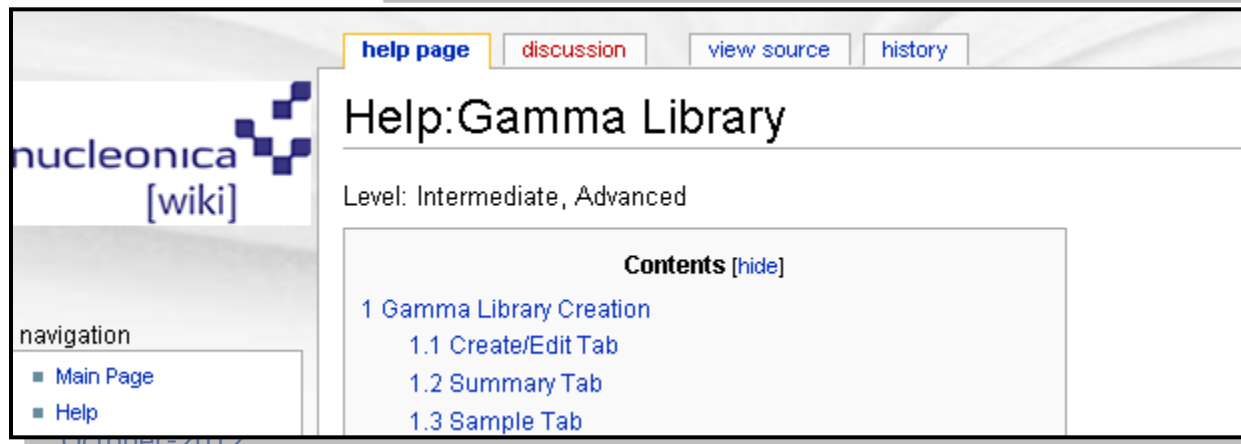 help page discussion view source history
Help:Gamma Library
nucleonica
[wiki]
Level: Intermediate, Advanced
Contents [hide]
1 Gamma Library Creation
1.1 Create/Edit Tab
1.2 Summary Tab
1.3 Sample Tab
navigation
Main Page
Help